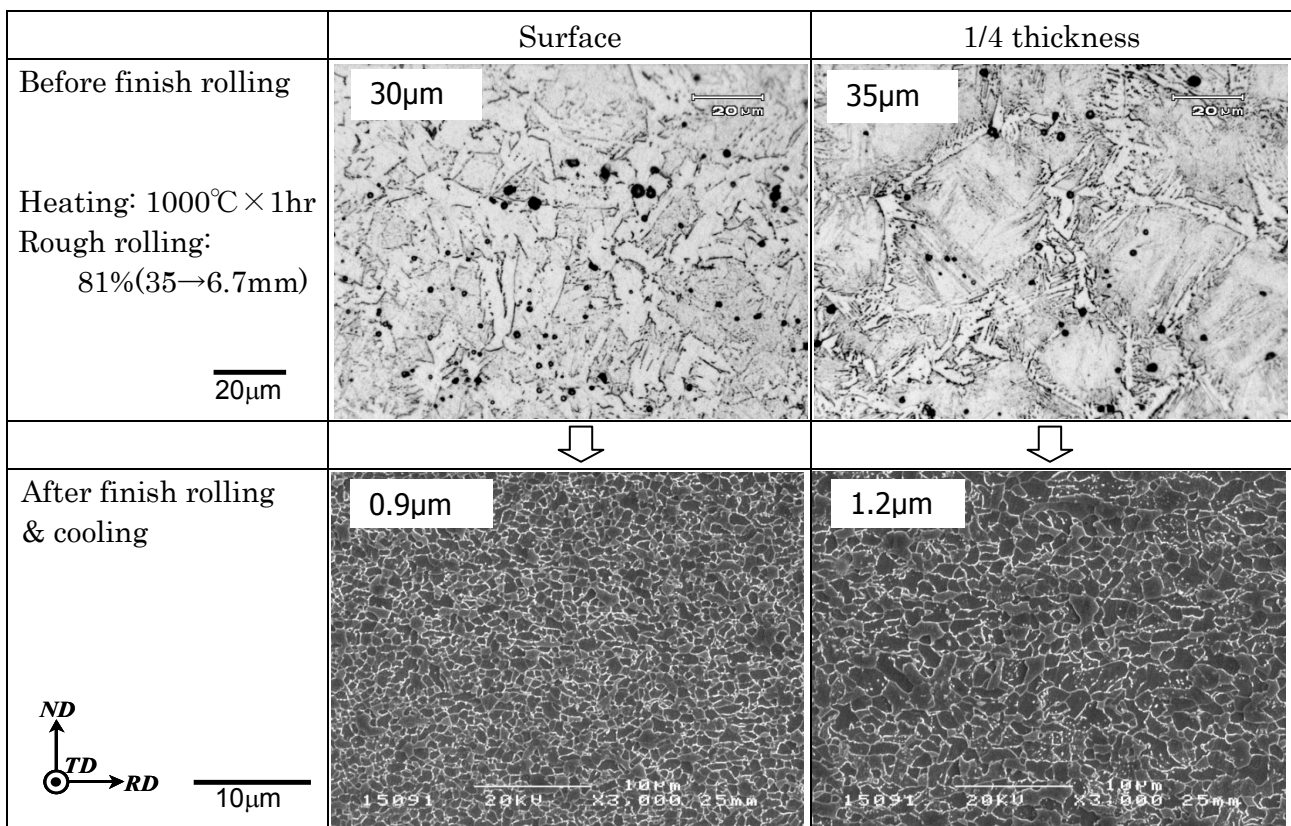 Surface
1/4 thickness
Before finish rolling
Heating: 1000℃×1hr
Rough rolling:
81%(35→6.7mm)
20μm
30μm
20 μm
35μm
20 μm
After finish rolling
& cooling
ND
TD
RD
10μm
0.9μm
10μm
15091 20KV X3,000 25mm
1.2μm
10μm
15091 20KV X3,000 25mm